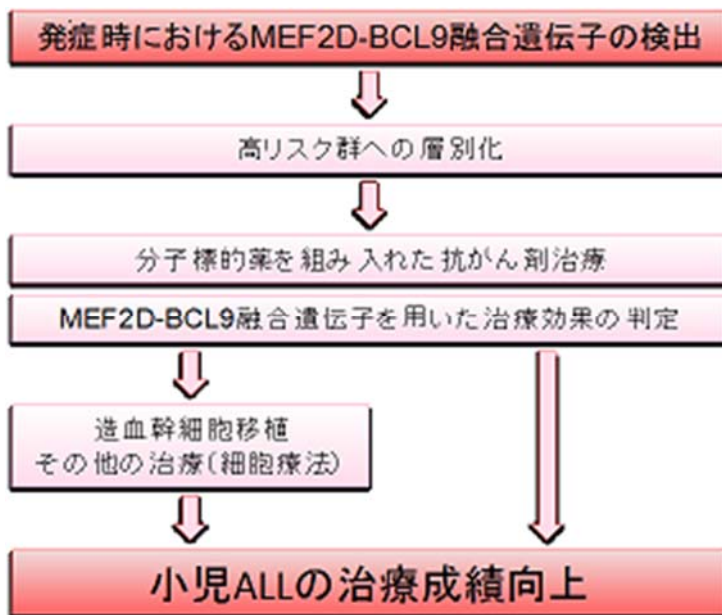 発症時におけるMEF2D-BCL9融合遺伝子の検出
高リスク群への層別化
分子標的薬を組み入れた抗がん剤治療
MEF2D-BCL9融合遺伝子を用いた治療効果の判定
造血幹細胞移植
その他の治療(細胞療法)
小児ALLの治療成績向上